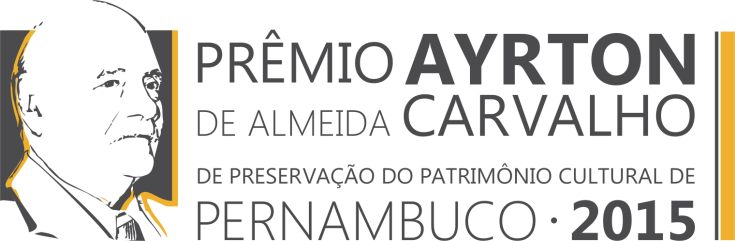 PRÊMIO AYRTON
DE ALMEIDA CARVALHO
DE PRESERVAÇÃO DO PATRIMÔNIO CULTURAL DE
PERNAMBUCO · 2015